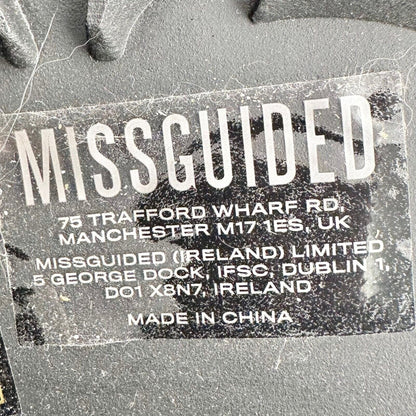 MISSGUIDED
75 TRAFFORD WHARF RD,
MANCHESTER M17 1ES, UK
MISSGUIDED (IRELAND) LIMITED
5 GEORGE DOCK, IFSC, DUBLIN 1,
D01 X8N7, IRELAND
MADE IN CHINA